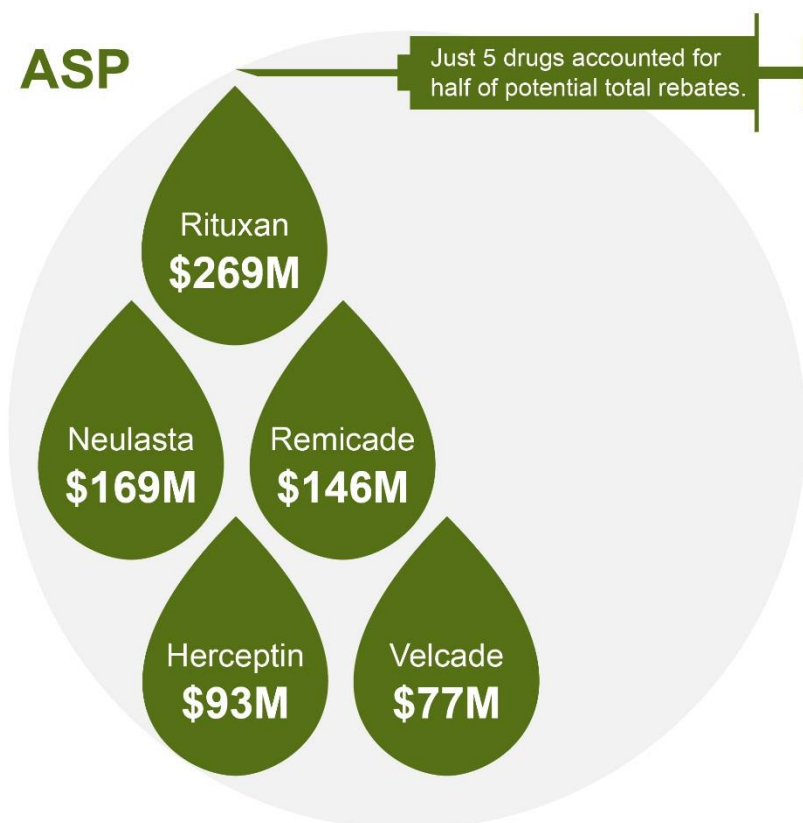 ASP
Just 5 drugs accounted for
half of potential total rebates.
Rituxan
$269M
Neulasta
$169M
Remicade
$146M
Herceptin
$93M
Velcade
$77M